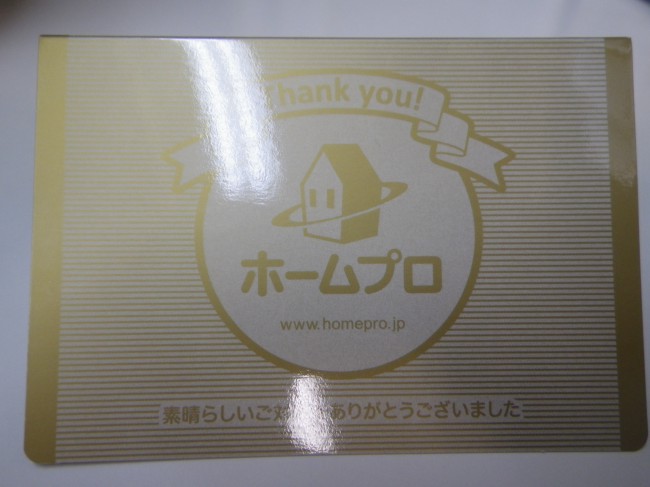 Thank you!
ホームプロ
www.homepro.jp
素晴らしいご対 ありがとうございました